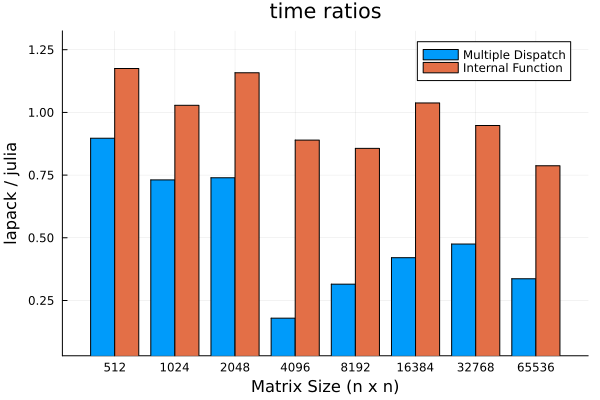 time ratios
Multiple Dispatch
Internal Function
lapack / julia
1.25
1.00
0.75
0.50
0.25
512 1024 2048 4096 8192 16384 32768 65536
Matrix Size (n x n)